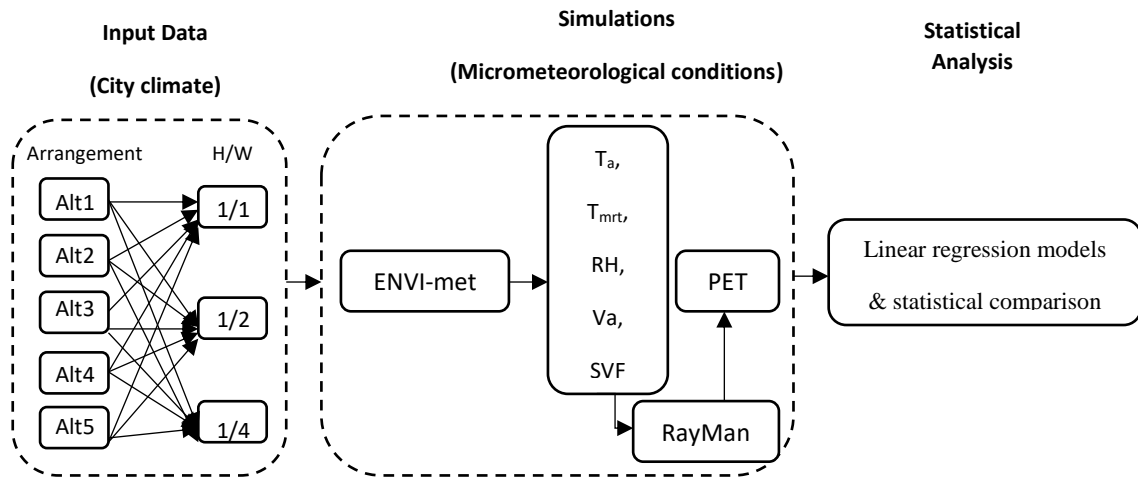 Input Data
(City climate)
Simulations
(Micrometeorological conditions)
Statistical
Analysis
Arrangement
H/W
Alt1
Alt2
Alt3
Alt4
Alt5
1/1
1/2
1/4
ENVI-met
Ta,
Tmrt,
RH,
Va,
SVF
PET
RayMan
Linear regression models
& statistical comparison